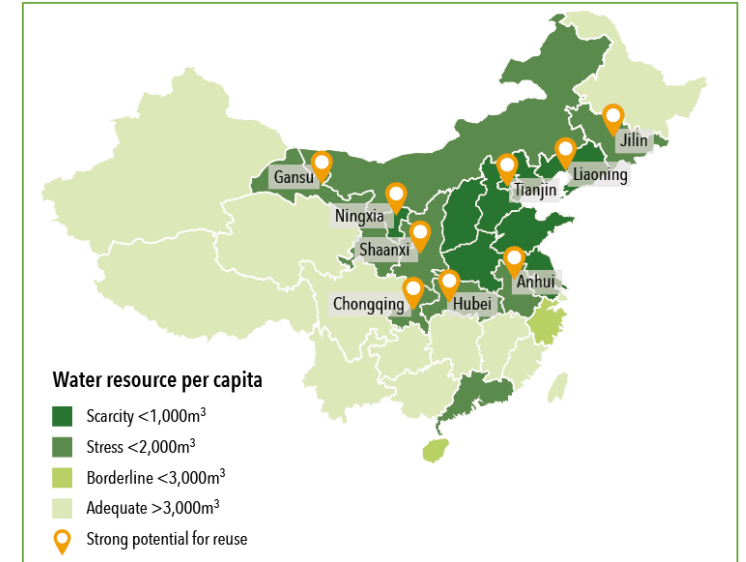 Jilin
Liaoning
Tianjin
Gansu
Ningxia
Shaanxi
Anhui
Chongqing
Hubei
Water resource per capita
Scarcity <1,000m³
Stress <2,000m³
Borderline <3,000m³
Adequate >3,000m³
Strong potential for reuse